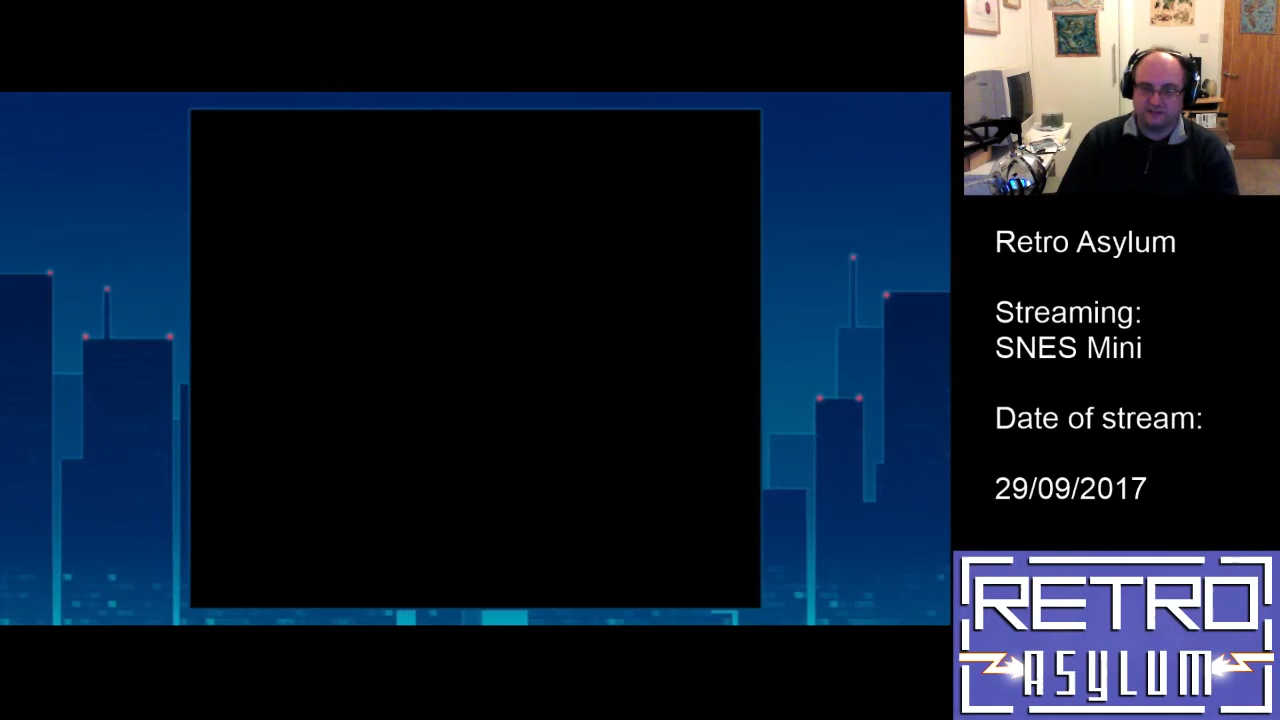 Retro Asylum
Streaming:
SNES Mini
Date of stream:
29/09/2017
RETRO
ASYLUM